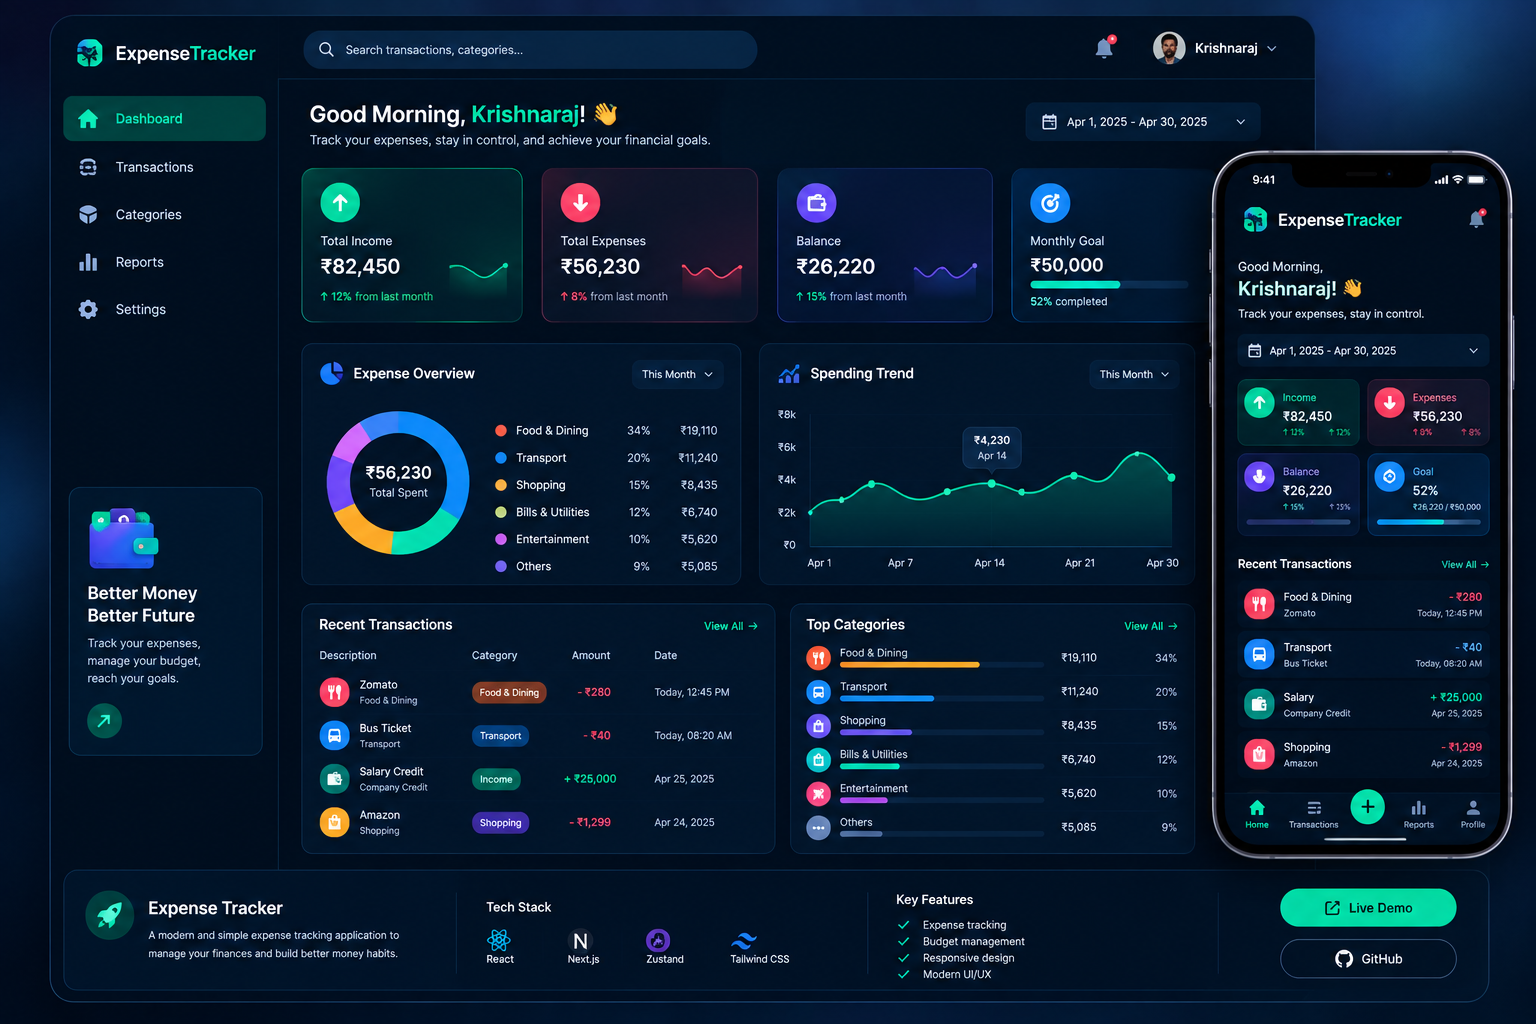 ExpenseTracker
Search transactions, categories...
Krishnaraj
Dashboard
Transactions
Categories
Reports
Settings
Better Money
Better Future
Track your expenses,
manage your budget,
reach your goals.
Good Morning, Krishnaraj! 👋
Track your expenses, stay in control, and achieve your financial goals.
Apr 1, 2025 - Apr 30, 2025
Total Income
₹82,450
↑ 12% from last month
Total Expenses
₹56,230
↑ 8% from last month
Balance
₹26,220
↑ 15% from last month
Monthly Goal
₹50,000
52% completed
Expense Overview
This Month
₹56,230
Total Spent
Food & Dining 34% ₹19,110
Transport 20% ₹11,240
Shopping 15% ₹8,435
Bills & Utilities 12% ₹6,740
Entertainment 10% ₹5,620
Others 9% ₹5,085
Spending Trend
This Month
₹8k
₹6k
₹4k
₹2k
₹0
₹4,230
Apr 14
Apr 1 Apr 7 Apr 14 Apr 21 Apr 30
Recent Transactions
View All →
Description Category Amount Date
Zomato
Food & Dining
Food & Dining - ₹280 Today, 12:45 PM
Bus Ticket
Transport
Transport - ₹40 Today, 08:20 AM
Salary Credit
Company Credit
Income + ₹25,000 Apr 25, 2025
Amazon
Shopping
Shopping - ₹1,299 Apr 24, 2025
Top Categories
View All →
Food & Dining ₹19,110 34%
Transport ₹11,240 20%
Shopping ₹8,435 15%
Bills & Utilities ₹6,740 12%
Entertainment ₹5,620 10%
Others ₹5,085 9%
9:41
ExpenseTracker
Good Morning,
Krishnaraj! 👋
Track your expenses, stay in control.
Apr 1, 2025 - Apr 30, 2025
Income
₹82,450
↑ 12% ↑ 12%
Expenses
₹56,230
↑ 8% ↑ 8%
Balance
₹26,220
↑ 15% ↑ 15%
Goal
52%
₹26,220 / ₹50,000
Recent Transactions
View All →
Food & Dining - ₹280
Zomato Today, 12:45 PM
Transport - ₹40
Bus Ticket Today, 08:20 AM
Salary + ₹25,000
Company Credit Apr 25, 2025
Shopping - ₹1,299
Amazon Apr 24, 2025
Home Transactions Reports Profile
Expense Tracker
A modern and simple expense tracking application to
manage your finances and build better money habits.
Tech Stack
React
Next.js
Zustand
Tailwind CSS
Key Features
Expense tracking
Budget management
Responsive design
Modern UI/UX
Live Demo
GitHub